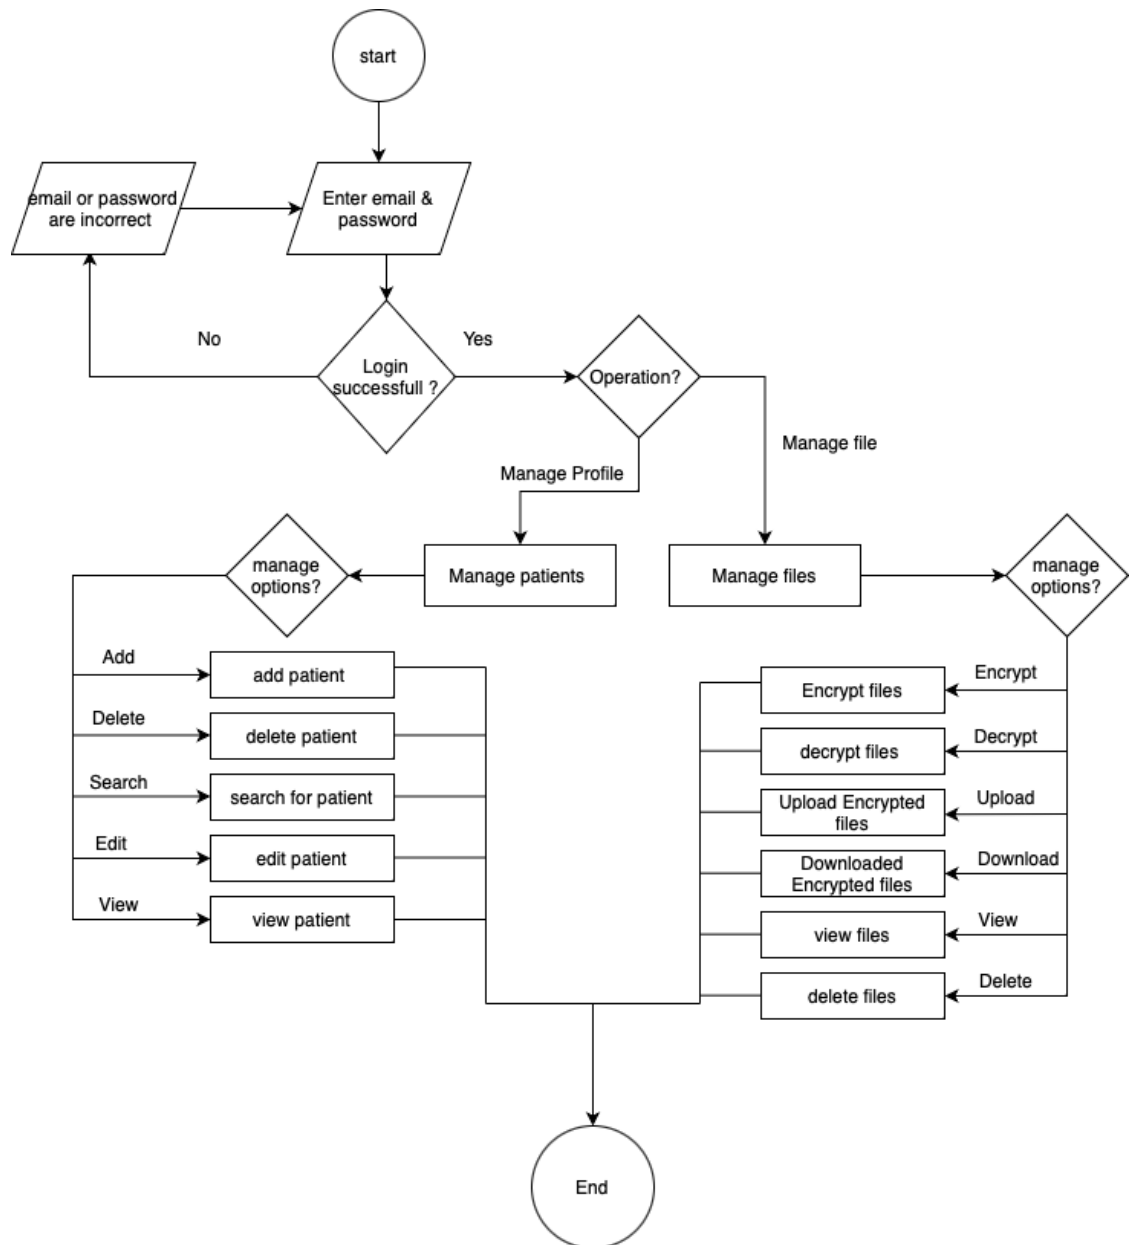 start
email or password
are incorrect
Enter email &
password
No
Yes
Login
successfull ?
Operation?
Manage file
Manage Profile
manage
options?
Manage patients
Manage files
manage
options?
Add
add patient
Delete
delete patient
Search
search for patient
Edit
edit patient
View
view patient
Encrypt
Encrypt files
Decrypt
decrypt files
Upload
Upload Encrypted
files
Download
Downloaded
Encrypted files
View
view files
Delete
delete files
End